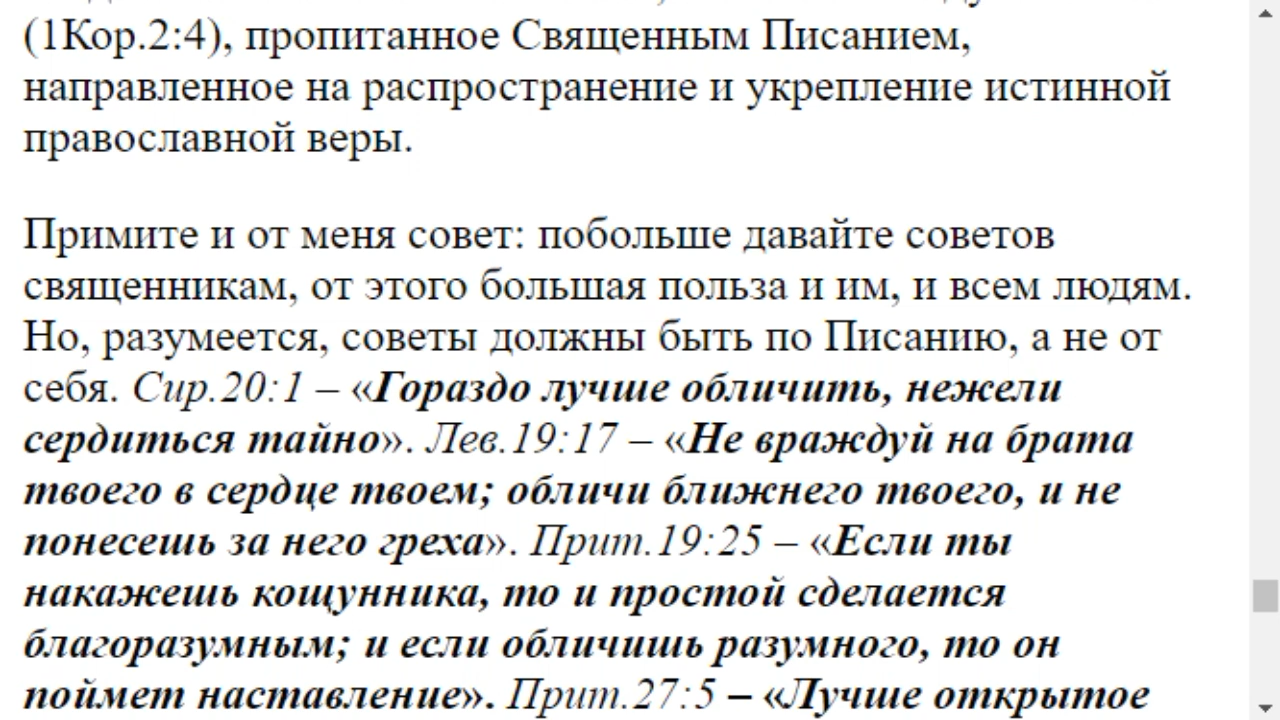 (1Кор.2:4), пропитанное Священным Писанием,
направленное на распространение и укрепление истинной
православной веры.
Примите и от меня совет: побольше давайте советов
священникам, от этого большая польза и им, и всем людям.
Но, разумеется, советы должны быть по Писанию, а не от
себя. Сир.20:1 – «Гораздо лучше обличить, нежели
сердиться тайно». Лев.19:17 – «Не враждуй на брата
твоего в сердце твоем; обличи ближнего твоего, и не
понесешь за него греха». Прит.19:25 – «Если ты
накажешь кощунника, то и простой сделается
благоразумным; и если обличишь разумного, то он
поймет наставление». Прит.27:5 – «Лучше открытое